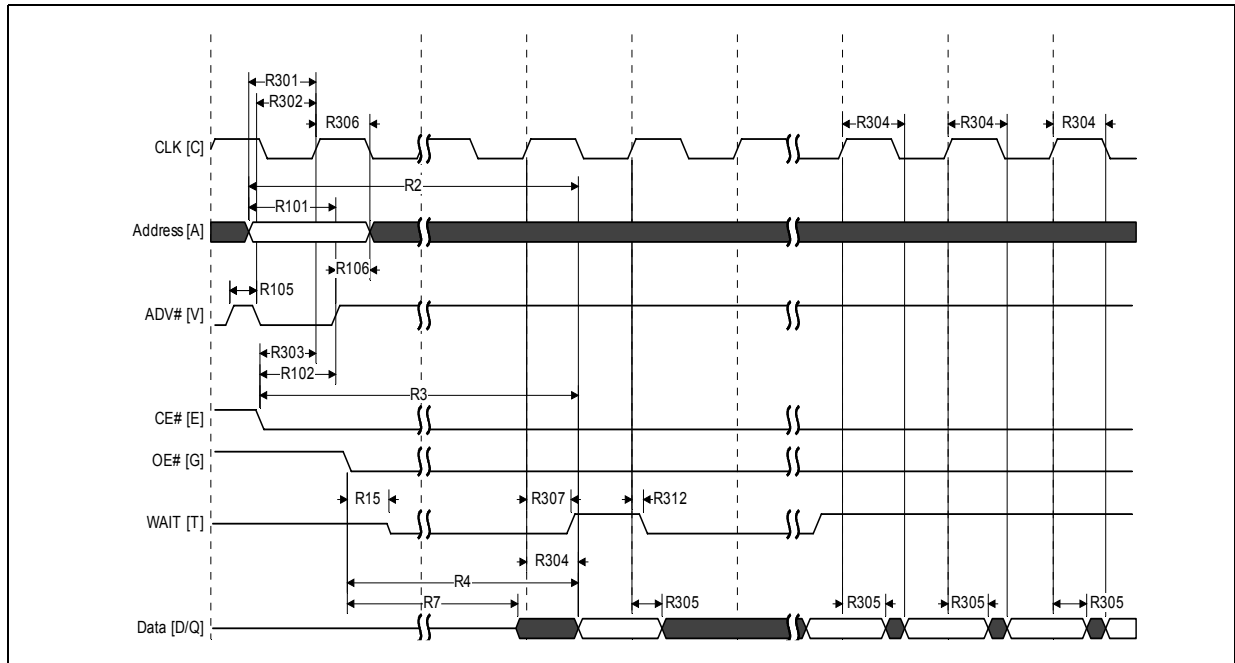 R301
R302
R306
R304 R304 R304
CLK [C]
R2
R101
Address [A]
R106
R105
ADV# [V]
R303
R102
R3
CE# [E]
OE# [G]
R15 R307 R312
WAIT [T]
R304
R4
R7 R305 R305 R305 R305
Data [D/Q]